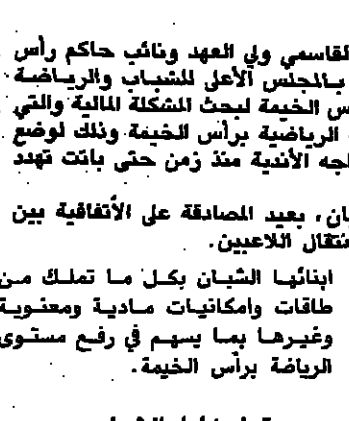 القاسمي ولي العهد ونائب حاكم رأس
بالمجلس الأعلى للشباب والرياضة
س الخيمة لبحث المشكلة المالية والتي
الرياضية برأس الخيمة وذلك لوضع
لجه الأندية منذ زمن حتى باتت تهدد
ان، بعيد المصادقة على الأتفاقية بين
نتقال اللاعبين.
ابنائها الشبان بكل ما تملك من
طاقات وامكانيات مادية ومعنوية
وغيرها بما يسهم في رفع مستوى
الرياضة برأس الخيمة.